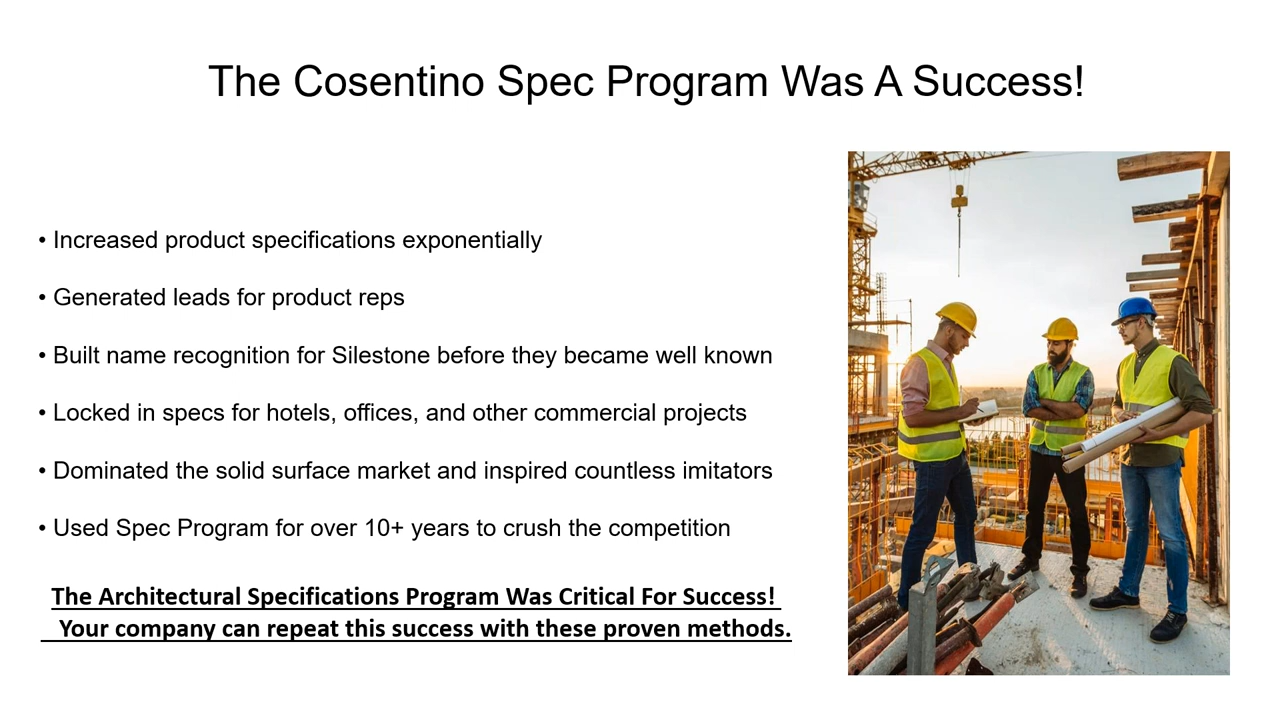 The Cosentino Spec Program Was A Success!
• Increased product specifications exponentially
• Generated leads for product reps
• Built name recognition for Silestone before they became well known
• Locked in specs for hotels, offices, and other commercial projects
• Dominated the solid surface market and inspired countless imitators
• Used Spec Program for over 10+ years to crush the competition
The Architectural Specifications Program Was Critical For Success!
Your company can repeat this success with these proven methods.